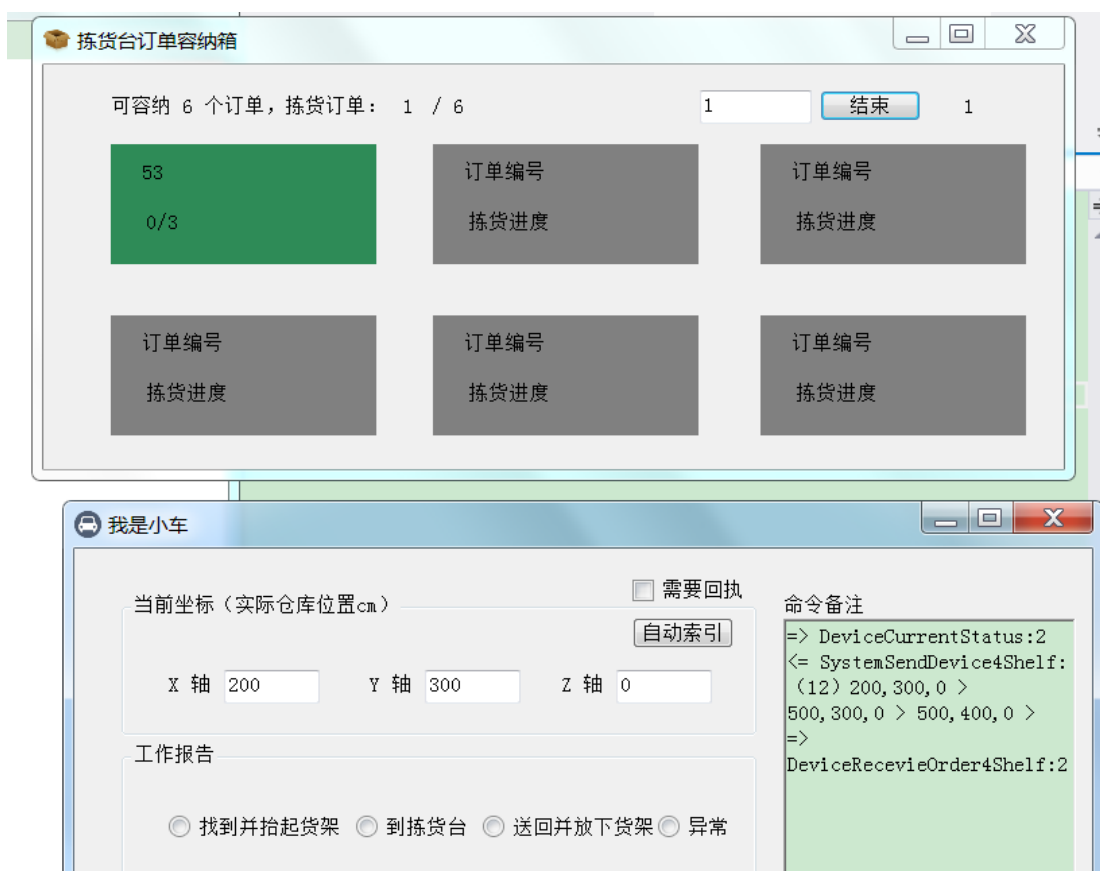 拣货台订单容纳箱
可容纳 6 个订单，拣货订单： 1 / 6 1 结束 1
53 订单编号 订单编号
0/3 拣货进度 拣货进度
订单编号 订单编号 订单编号
拣货进度 拣货进度 拣货进度
我是小车
需要回执
当前坐标（实际仓库位置cm）
自动索引
X 轴 200 Y 轴 300 Z 轴 0
工作报告
找到并抬起货架 到拣货台 送回并放下货架 异常
命令备注
=> DeviceCurrentStatus:2
<= SystemSendDevice4Shelf:
（12）200,300,0 >
500,300,0 > 500,400,0 >
=>
DeviceRecevieOrder4Shelf:2